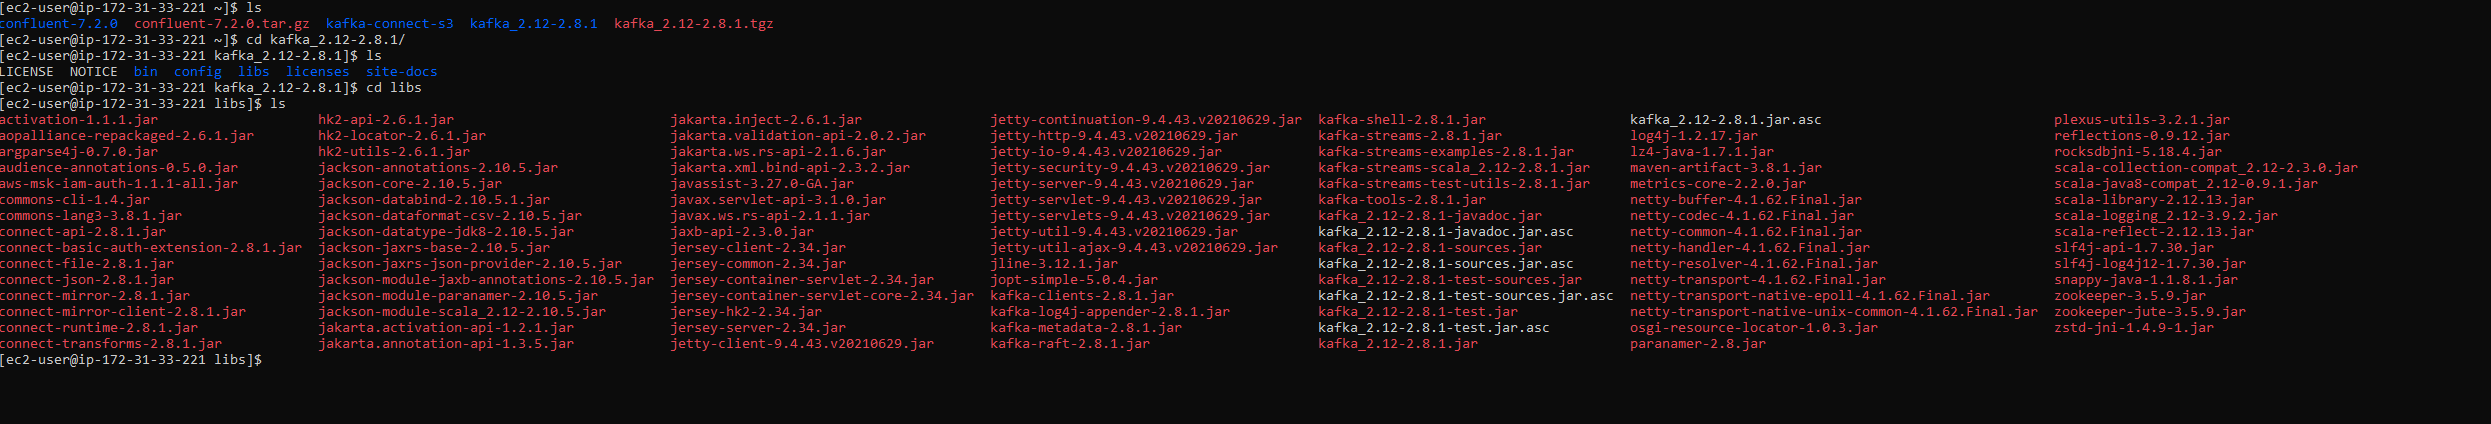 [ec2-user@ip-172-31-33-221 ~]$ ls
confluent-7.2.0  confluent-7.2.0.tar.gz  kafka-connect-s3  kafka_2.12-2.8.1  kafka_2.12-2.8.1.tgz
[ec2-user@ip-172-31-33-221 ~]$ cd kafka_2.12-2.8.1/
[ec2-user@ip-172-31-33-221 kafka_2.12-2.8.1]$ ls
LICENSE  NOTICE  bin  config  libs  licenses  site-docs
[ec2-user@ip-172-31-33-221 kafka_2.12-2.8.1]$ cd libs
[ec2-user@ip-172-31-33-221 libs]$ ls
activation-1.1.1.jar  hk2-api-2.6.1.jar  jakarta.inject-2.6.1.jar  jetty-continuation-9.4.43.v20210629.jar  kafka-shell-2.8.1.jar  kafka_2.12-2.8.1.jar.asc  plexus-utils-3.2.1.jar
aopalliance-repackaged-2.6.1.jar  hk2-locator-2.6.1.jar  jakarta.validation-api-2.0.2.jar  jetty-http-9.4.43.v20210629.jar  kafka-streams-2.8.1.jar  log4j-1.2.17.jar  reflections-0.9.12.jar
argparse4j-0.7.0.jar  hk2-utils-2.6.1.jar  jakarta.ws.rs-api-2.1.6.jar  jetty-io-9.4.43.v20210629.jar  kafka-streams-examples-2.8.1.jar  lz4-java-1.7.1.jar  rocksdbjni-5.18.4.jar
audience-annotations-0.5.0.jar  jackson-annotations-2.10.5.jar  jakarta.xml.bind-api-2.3.2.jar  jetty-security-9.4.43.v20210629.jar  kafka-streams-scala_2.12-2.8.1.jar  maven-artifact-3.8.1.jar  scala-collection-compat_2.12-2.3.0.jar
aws-msk-iam-auth-1.1.1-all.jar  jackson-core-2.10.5.jar  javassist-3.27.0-GA.jar  jetty-server-9.4.43.v20210629.jar  kafka-streams-test-utils-2.8.1.jar  metrics-core-2.2.0.jar  scala-java8-compat_2.12-0.9.1.jar
commons-cli-1.4.jar  jackson-databind-2.10.5.1.jar  javax.servlet-api-3.1.0.jar  jetty-servlet-9.4.43.v20210629.jar  kafka-tools-2.8.1.jar  netty-buffer-4.1.62.Final.jar  scala-library-2.12.13.jar
commons-lang3-3.8.1.jar  jackson-dataformat-csv-2.10.5.jar  javax.ws.rs-api-2.1.1.jar  jetty-servlets-9.4.43.v20210629.jar  kafka_2.12-2.8.1-javadoc.jar  netty-codec-4.1.62.Final.jar  scala-logging_2.12-3.9.2.jar
connect-api-2.8.1.jar  jackson-datatype-jdk8-2.10.5.jar  jaxb-api-2.3.0.jar  jetty-util-9.4.43.v20210629.jar  kafka_2.12-2.8.1-javadoc.jar.asc  netty-common-4.1.62.Final.jar  scala-reflect-2.12.13.jar
connect-basic-auth-extension-2.8.1.jar  jackson-jaxrs-base-2.10.5.jar  jersey-client-2.34.jar  jetty-util-ajax-9.4.43.v20210629.jar  kafka_2.12-2.8.1-sources.jar  netty-handler-4.1.62.Final.jar  slf4j-api-1.7.30.jar
connect-file-2.8.1.jar  jackson-jaxrs-json-provider-2.10.5.jar  jersey-common-2.34.jar  jline-3.12.1.jar  kafka_2.12-2.8.1-sources.jar.asc  netty-resolver-4.1.62.Final.jar  slf4j-log4j12-1.7.30.jar
connect-json-2.8.1.jar  jackson-module-jaxb-annotations-2.10.5.jar  jersey-container-servlet-2.34.jar  jopt-simple-5.0.4.jar  kafka_2.12-2.8.1-test-sources.jar  netty-transport-4.1.62.Final.jar  snappy-java-1.1.8.1.jar
connect-mirror-2.8.1.jar  jackson-module-paranamer-2.10.5.jar  jersey-container-servlet-core-2.34.jar  kafka-clients-2.8.1.jar  kafka_2.12-2.8.1-test-sources.jar.asc  netty-transport-native-epoll-4.1.62.Final.jar  zookeeper-3.5.9.jar
connect-mirror-client-2.8.1.jar  jackson-module-scala_2.12-2.10.5.jar  jersey-hk2-2.34.jar  kafka-log4j-appender-2.8.1.jar  kafka_2.12-2.8.1-test.jar  netty-transport-native-unix-common-4.1.62.Final.jar  zookeeper-jute-3.5.9.jar
connect-runtime-2.8.1.jar  jakarta.activation-api-1.2.1.jar  jersey-server-2.34.jar  kafka-metadata-2.8.1.jar  kafka_2.12-2.8.1-test.jar.asc  osgi-resource-locator-1.0.3.jar  zstd-jni-1.4.9-1.jar
connect-transforms-2.8.1.jar  jakarta.annotation-api-1.3.5.jar  jetty-client-9.4.43.v20210629.jar  kafka-raft-2.8.1.jar  kafka_2.12-2.8.1.jar  paranamer-2.8.jar
[ec2-user@ip-172-31-33-221 libs]$